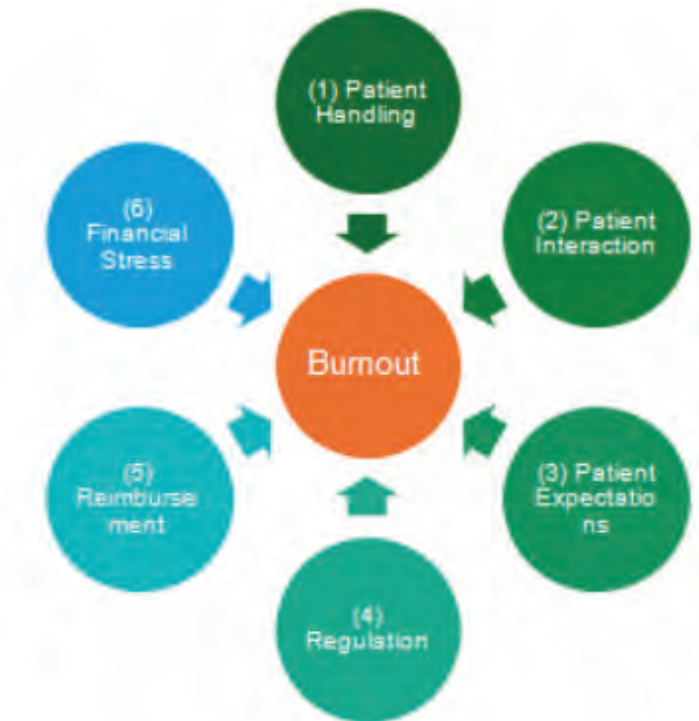 (1) Patient
Handling
(2) Patient
Interaction
(3) Patient
Expectatio
ns
(4)
Regulation
(5)
Reimburse
ment
(6)
Financial
Stress
Burnout